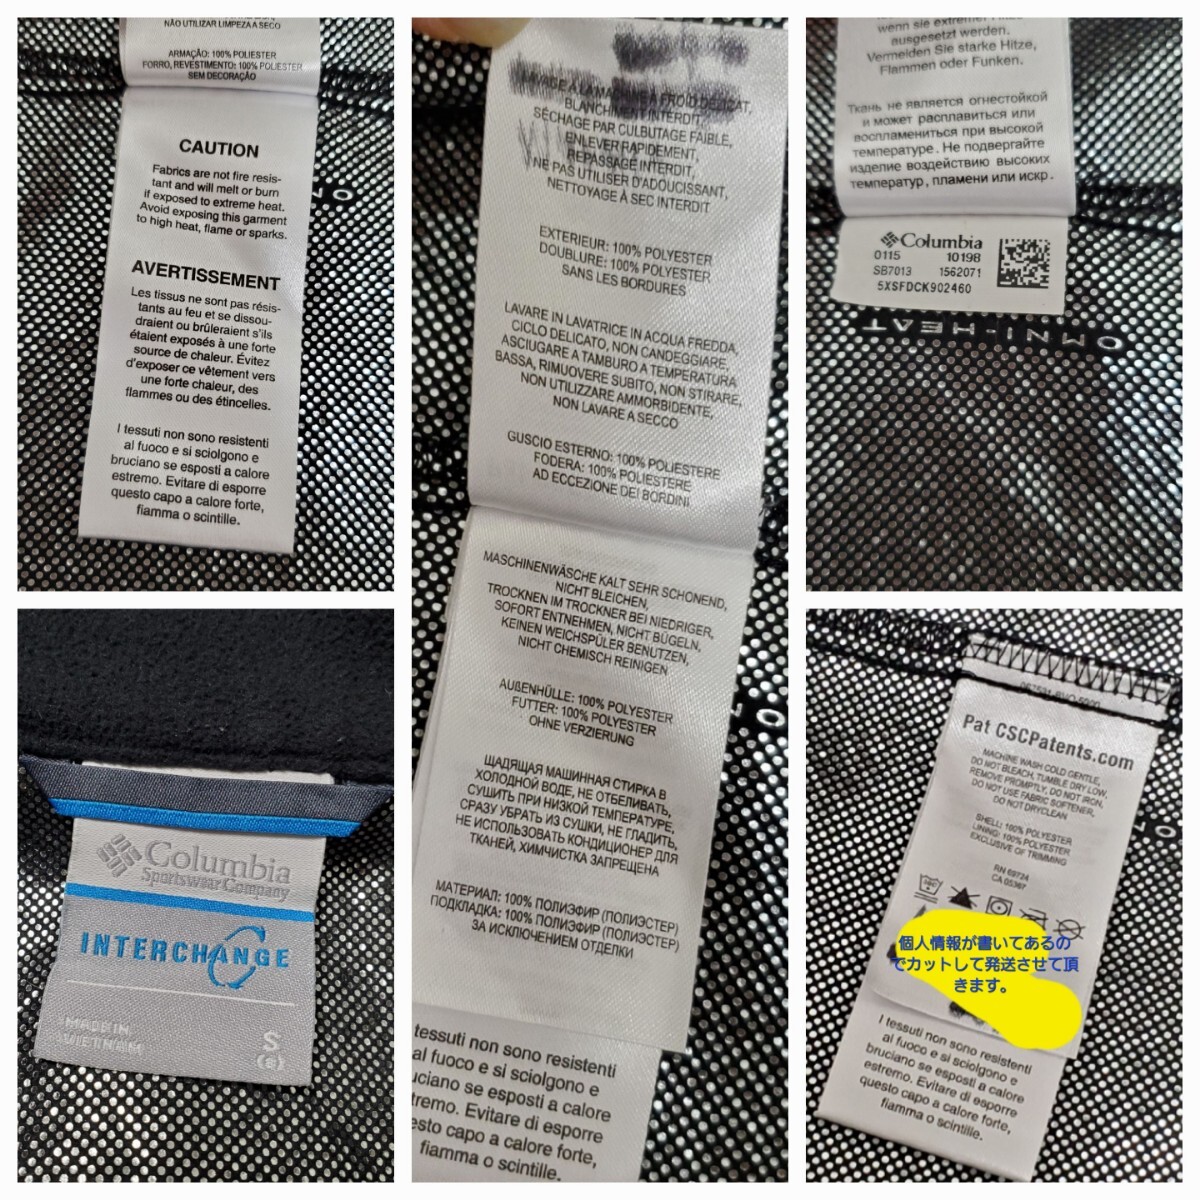 NÃO UTILIZAR LIMPEZA A SECO
ARMAÇÃO: 100% POLIESTER
FORRO, REVESTIMENTO: 100% POLIESTER
SEM DECORAÇÃO
CAUTION
Fabrics are not fire resis-
tant and will melt or burn
if exposed to extreme heat.
Avoid exposing this garment
to high heat, flame or sparks.
AVERTISSEMENT
Les tissus ne sont pas résis-
tants au feu et se dissou-
draient ou brûleraient s'ils
étaient exposés à une forte
source de chaleur. Évitez
d'exposer ce vêtement vers
une forte chaleur, des
flammes ou des étincelles.
I tessuti non sono resistenti
al fuoco e si sciolgono e
bruciano se esposti a calore
estremo. Evitare di esporre
questo capo a calore forte,
fiamma o scintille.
BLANCHIMENT INTERDIT,
SÉCHAGE PAR CULBUTAGE FAIBLE,
ENLEVER RAPIDEMENT,
REPASSAGE INTERDIT,
NE PAS UTILISER D'ADOUCISSANT,
NETTOYAGE À SEC INTERDIT
EXTERIEUR: 100% POLYESTER
DOUBLURE: 100% POLYESTER
SANS LES BORDURES
LAVARE IN LAVATRICE IN ACQUA FREDDA,
CICLO DELICATO, NON CANDEGGIARE,
ASCIUGARE A TAMBURO A TEMPERATURA
BASSA, RIMUOVERE SUBITO, NON STIRARE,
NON UTILIZZARE AMMORBIDENTE,
NON LAVARE A SECCO
GUSCIO ESTERNO: 100% POLIESTERE
FODERA: 100% POLIESTERE
AD ECCEZIONE DEI BORDINI
MASCHINENWÄSCHE KALT SEHR SCHONEND,
NICHT BLEICHEN,
TROCKNEN IM TROCKNER BEI NIEDRIGER,
SOFORT ENTNEHMEN, NICHT BÜGELN,
KEINEN WEICHSPÜLER BENUTZEN,
NICHT CHEMISCH REINIGEN
AUßENHÜLLE: 100% POLYESTER
FUTTER: 100% POLYESTER
OHNE VERZIERUNG
ЩАДЯЩАЯ МАШИННАЯ СТИРКА В
ХОЛОДНОЙ ВОДЕ, НЕ ОТБЕЛИВАТЬ,
СУШИТЬ ПРИ НИЗКОЙ ТЕМПЕРАТУРЕ,
СРАЗУ УБРАТЬ ИЗ СУШКИ, НЕ ГЛАДИТЬ,
НЕ ИСПОЛЬЗОВАТЬ КОНДИЦИОНЕР ДЛЯ
ТКАНЕЙ, ХИМЧИСТКА ЗАПРЕЩЕНА
МАТЕРИАЛ: 100% ПОЛИЭФИР (ПОЛИЭСТЕР)
ПОДКЛАДКА: 100% ПОЛИЭФИР (ПОЛИЭСТЕР)
ЗА ИСКЛЮЧЕНИЕМ ОТДЕЛКИ
tessuti non sono resistenti
al fuoco e si sciolgono e
uciano se esposti a calore
tremo. Evitare di esporre
esto capo a calore forte,
fiamma o scintille.
wenn sie extremer Hitze
ausgesetzt werden.
Vermeiden Sie starke Hitze,
Flammen oder Funken.
Ткань не является огнестойкой
и может расплавиться или
воспламениться при высокой
температуре. Не подвергайте
изделие воздействию высоких
температур, пламени или искр.
Columbia
0115 10198
SB7013 1562071
5XSFDCK902460
OMNI-HEAT
Columbia
Sportswear Company
INTERCHANGE
MADE IN
VIETNAM
S
Pat CSCPatents.com
MACHINE WASH COLD GENTLE,
DO NOT BLEACH, TUMBLE DRY LOW,
REMOVE PROMPTLY, DO NOT IRON,
DO NOT USE FABRIC SOFTENER,
DO NOT DRYCLEAN
SHELL: 100% POLYESTER
LINING: 100% POLYESTER
EXCLUSIVE OF TRIMMING
RN 69724
CA 05367
個人情報が書いてあるの
でカットして発送させて頂
きます。
I tessuti non sono resistenti
al fuoco e si sciolgono e
bruciano se esposti a calore
estremo. Evitare di esporre
questo capo a calore forte,
fiamma o scintille.